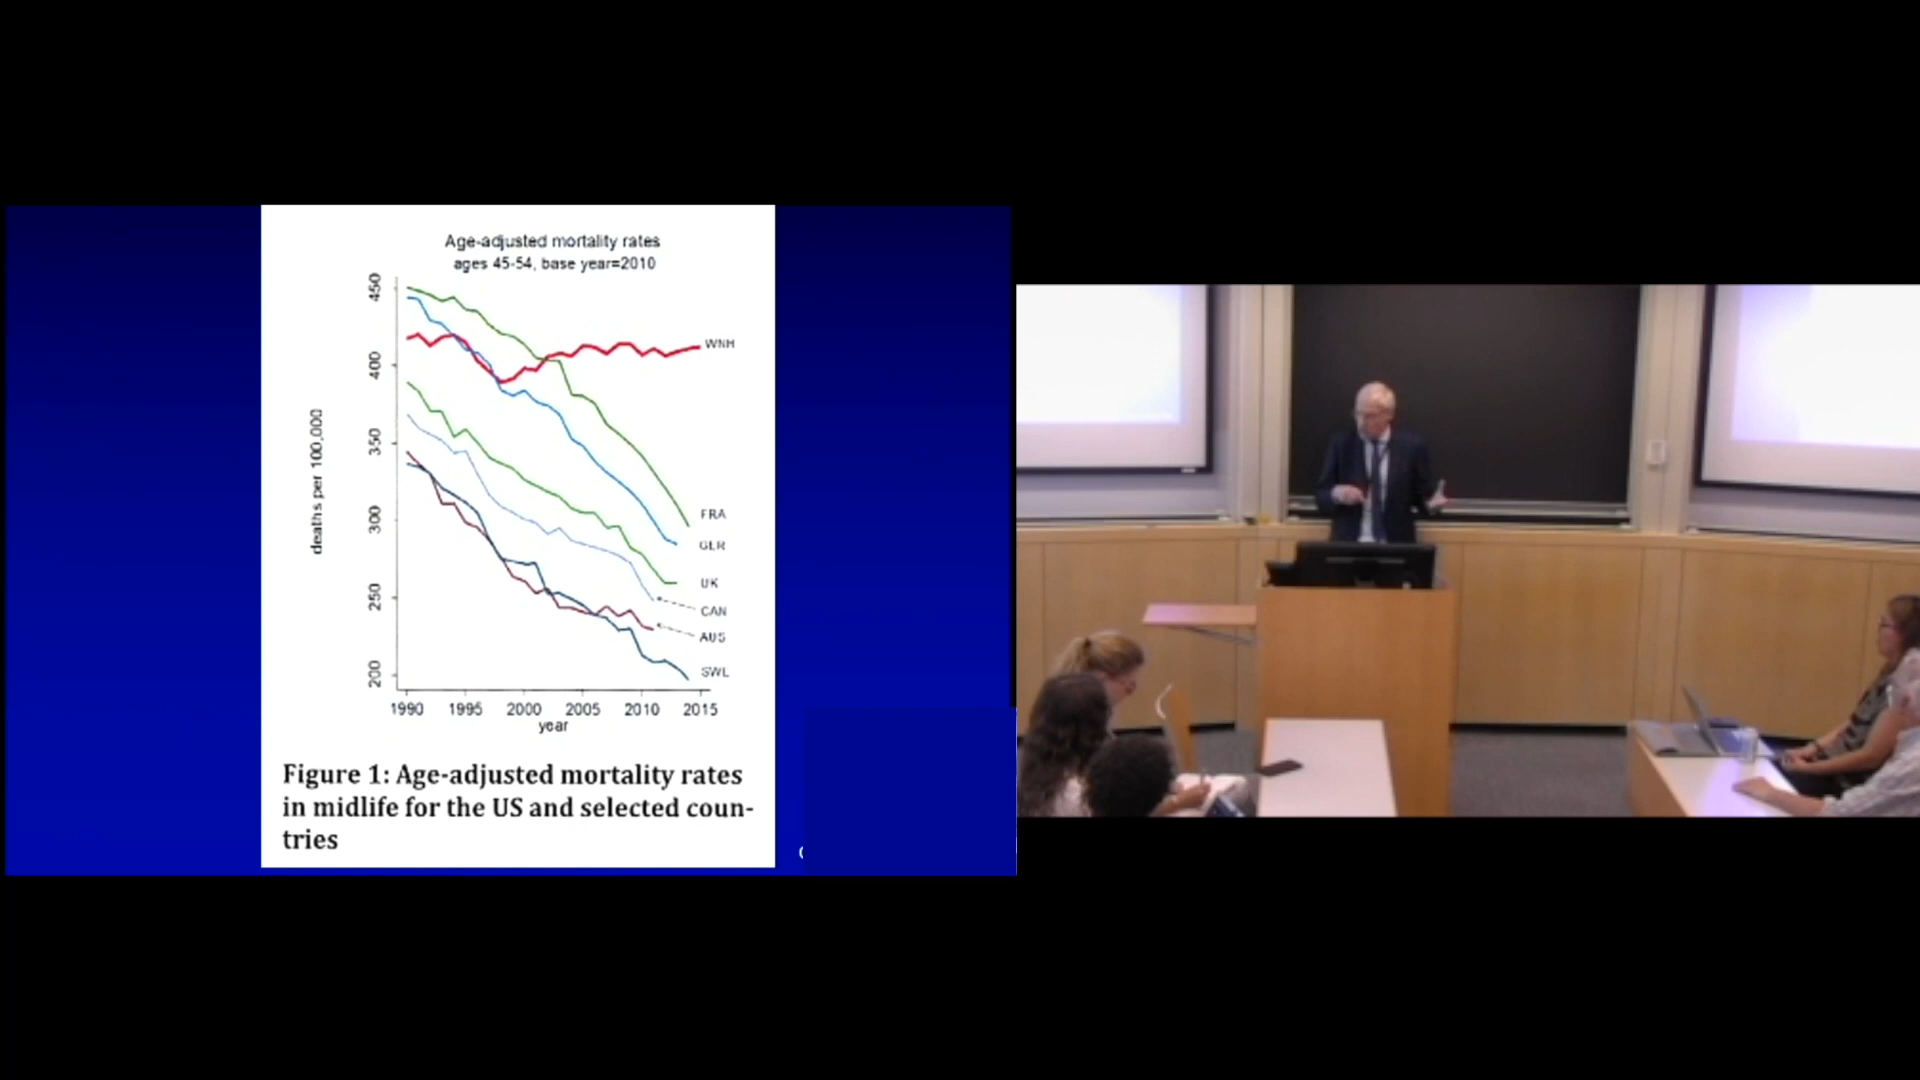 Age-adjusted mortality rates
ages 45-54, base year=2010
450
400
350
300
250
200
deaths per 100,000
WNH
FRA
GER
UK
CAN
AUS
SWE
1990 1995 2000 2005 2010 2015
year
Figure 1: Age-adjusted mortality rates
in midlife for the US and selected coun-
tries